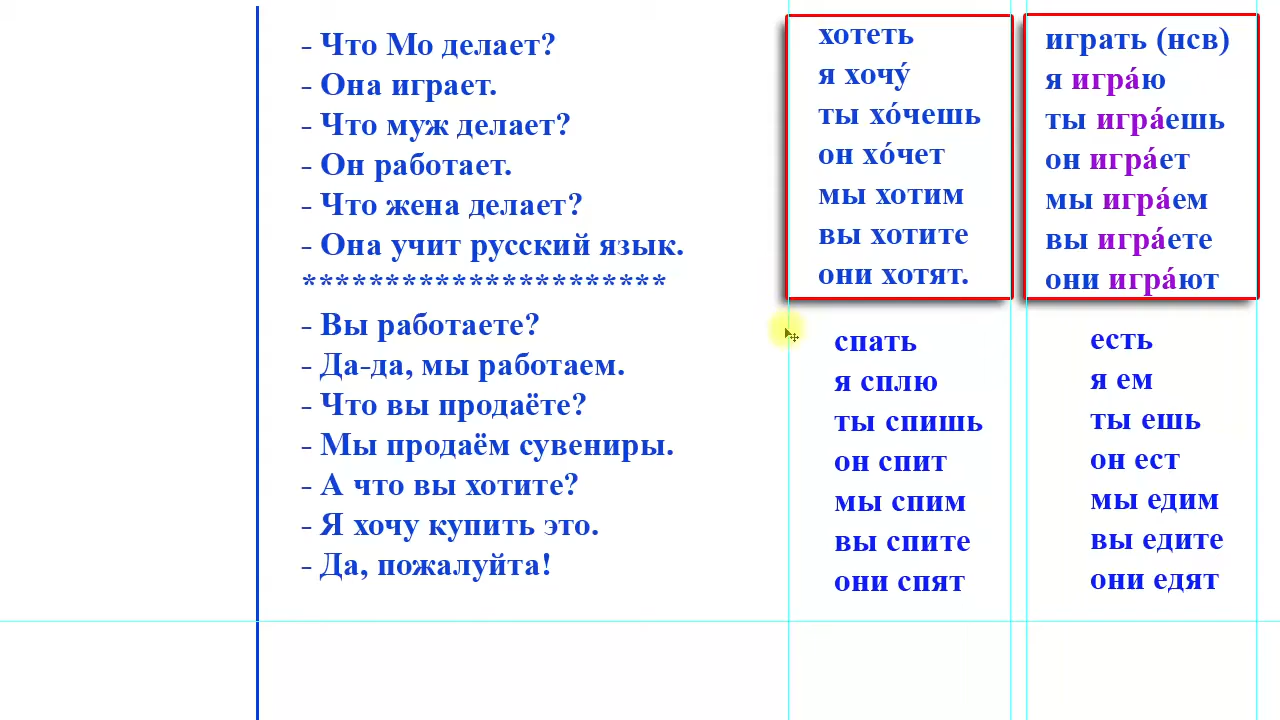 - Что Мо делает?
- Она играет.
- Что муж делает?
- Он работает.
- Что жена делает?
- Она учит русский язык.
**********************
- Вы работаете?
- Да-да, мы работаем.
- Что вы продаёте?
- Мы продаём сувениры.
- А что вы хотите?
- Я хочу купить это.
- Да, пожалуйта!
хотеть
я хочу́
ты хо́чешь
он хо́чет
мы хотим
вы хотите
они хотят.
играть (нсв)
я игра́ю
ты игра́ешь
он игра́ет
мы игра́ем
вы игра́ете
они игра́ют
спать
я сплю
ты спишь
он спит
мы спим
вы спите
они спят
есть
я ем
ты ешь
он ест
мы едим
вы едите
они едят